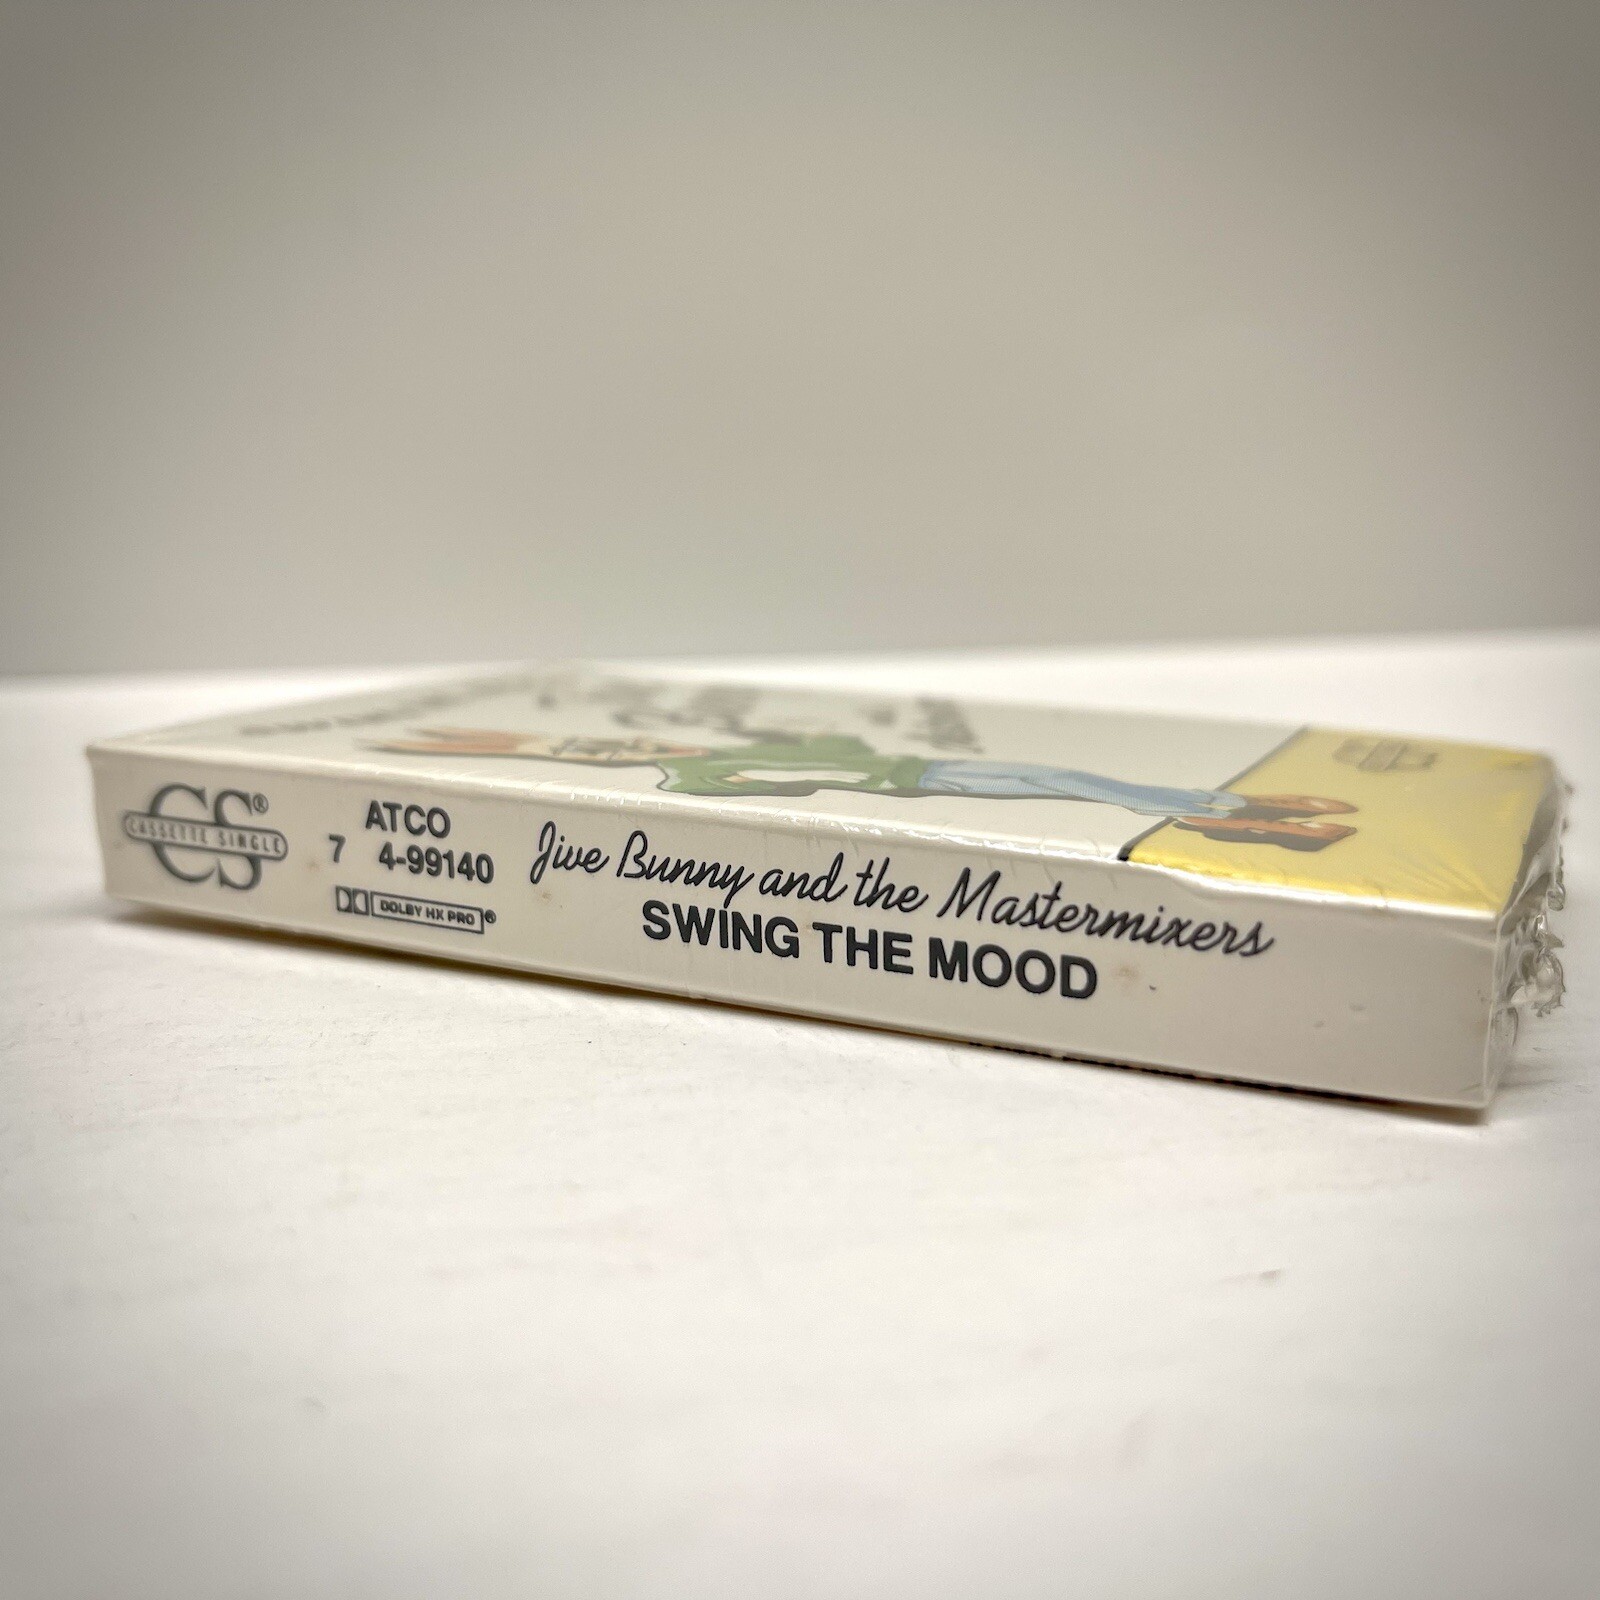 CS®
CASSETTE SINGLE
ATCO
7 4-99140
DOLBY HX PRO ®
Jive Bunny and the Mastermixers
SWING THE MOOD